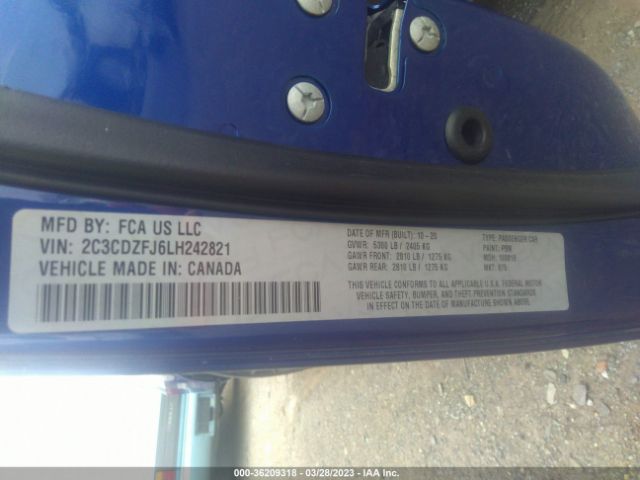 MFD BY: FCA US LLC
VIN: 2C3CDZFJ6LH242821
VEHICLE MADE IN: CANADA
DATE OF MFR (BUILT): 10-20
GVWR: 5300 LB / 2405 KG
GAWR FRONT: 2810 LB / 1275 KG
GAWR REAR: 2810 LB / 1275 KG
TYPE: PASSENGER CAR
PAINT:
MDH:
MKT:
THIS VEHICLE CONFORMS TO ALL APPLICABLE U.S.A. FEDERAL MOTOR
VEHICLE SAFETY, BUMPER, AND THEFT PREVENTION STANDARDS
IN EFFECT ON THE DATE OF MANUFACTURE SHOWN ABOVE.
000-36209318 / 03/28/2023 / IAA Inc.